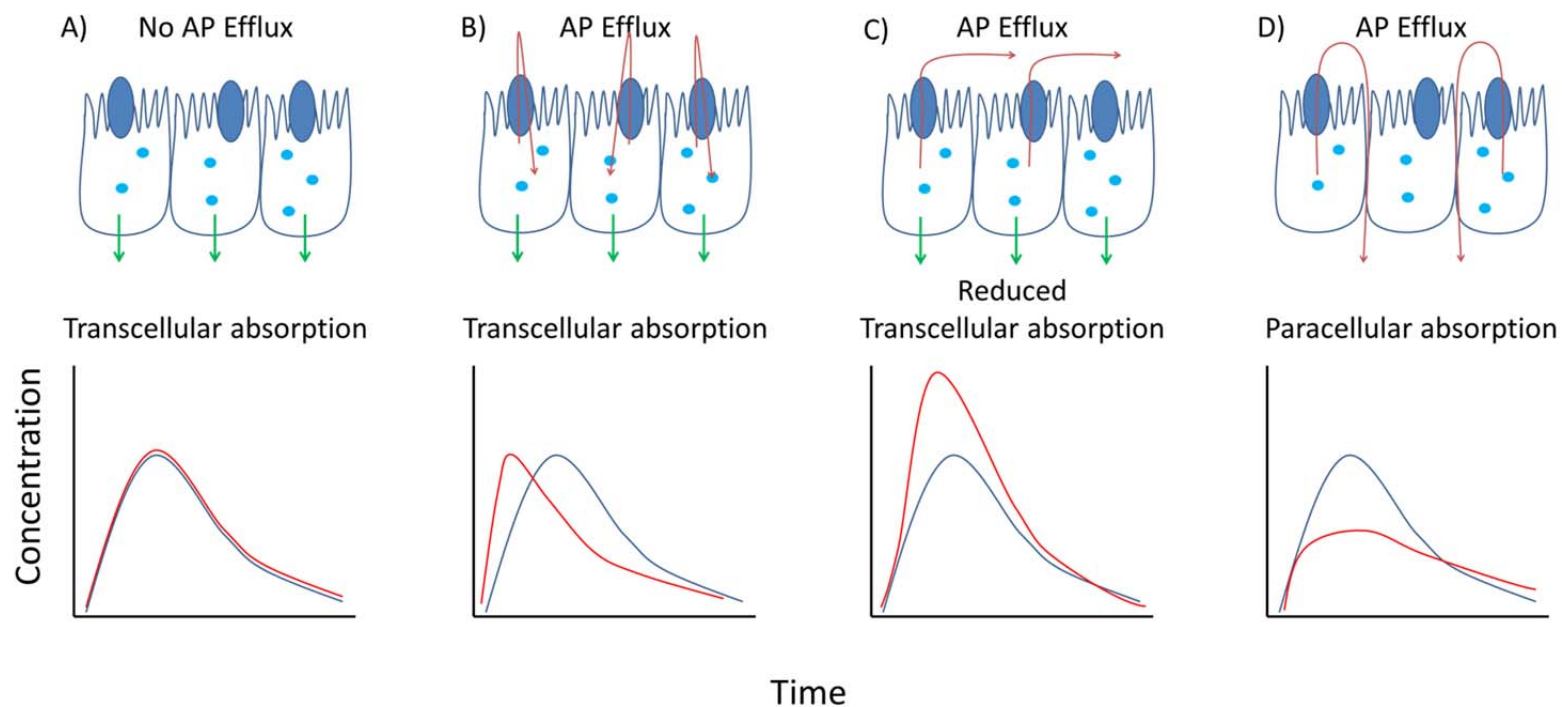 A) No AP Efflux
B) AP Efflux
C) AP Efflux
D) AP Efflux
Transcellular absorption
Transcellular absorption
Reduced
Transcellular absorption
Paracellular absorption
Concentration
Time